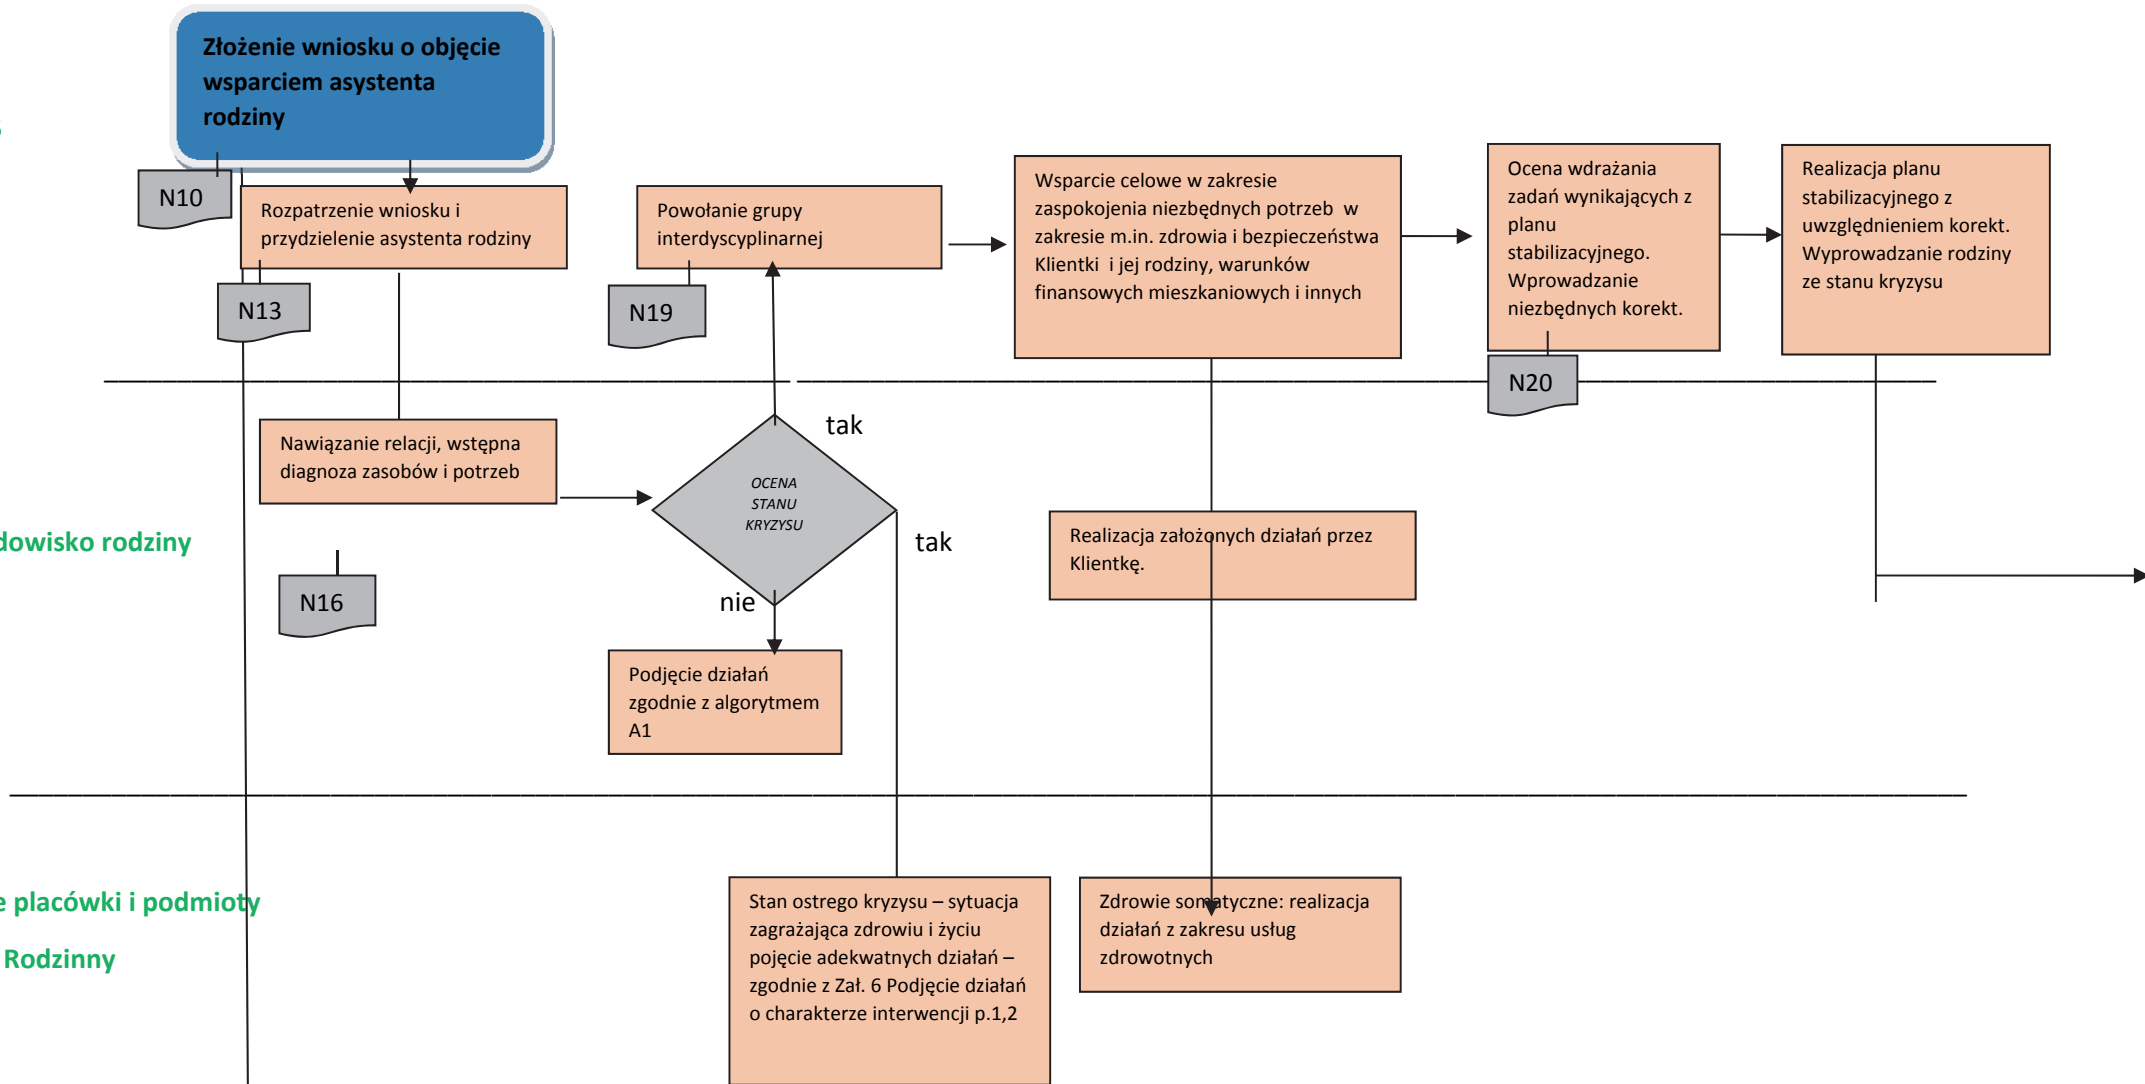 Złożenie wniosku o objęcie
wsparciem asystenta
rodziny
N10
Rozpatrzenie wniosku i
przydzielenie asystenta rodziny
N13
Powołanie grupy
interdyscyplinarnej
N19
Wsparcie celowe w zakresie
zaspokojenia niezbędnych potrzeb w
zakresie m.in. zdrowia i bezpieczeństwa
Klientki i jej rodziny, warunków
finansowych mieszkaniowych i innych
Ocena wdrażania
zadań wynikających z
planu
stabilizacyjnego.
Wprowadzanie
niezbędnych korekt.
N20
Realizacja planu
stabilizacyjnego z
uwzględnieniem korekt.
Wyprowadzanie rodziny
ze stanu kryzysu
Nawiązanie relacji, wstępna
diagnoza zasobów i potrzeb
N16
tak
OCENA
STANU
KRYZYSU
tak
nie
dowisko rodziny
Realizacja założonych działań przez
Klientkę.
Podjęcie działań
zgodnie z algorytmem
A1
e placówki i podmioty
Rodzinny
Stan ostrego kryzysu – sytuacja
zagrażająca zdrowiu i życiu
pojęcie adekwatnych działań –
zgodnie z Zał. 6 Podjęcie działań
o charakterze interwencji p.1,2
Zdrowie somatyczne: realizacja
działań z zakresu usług
zdrowotnych